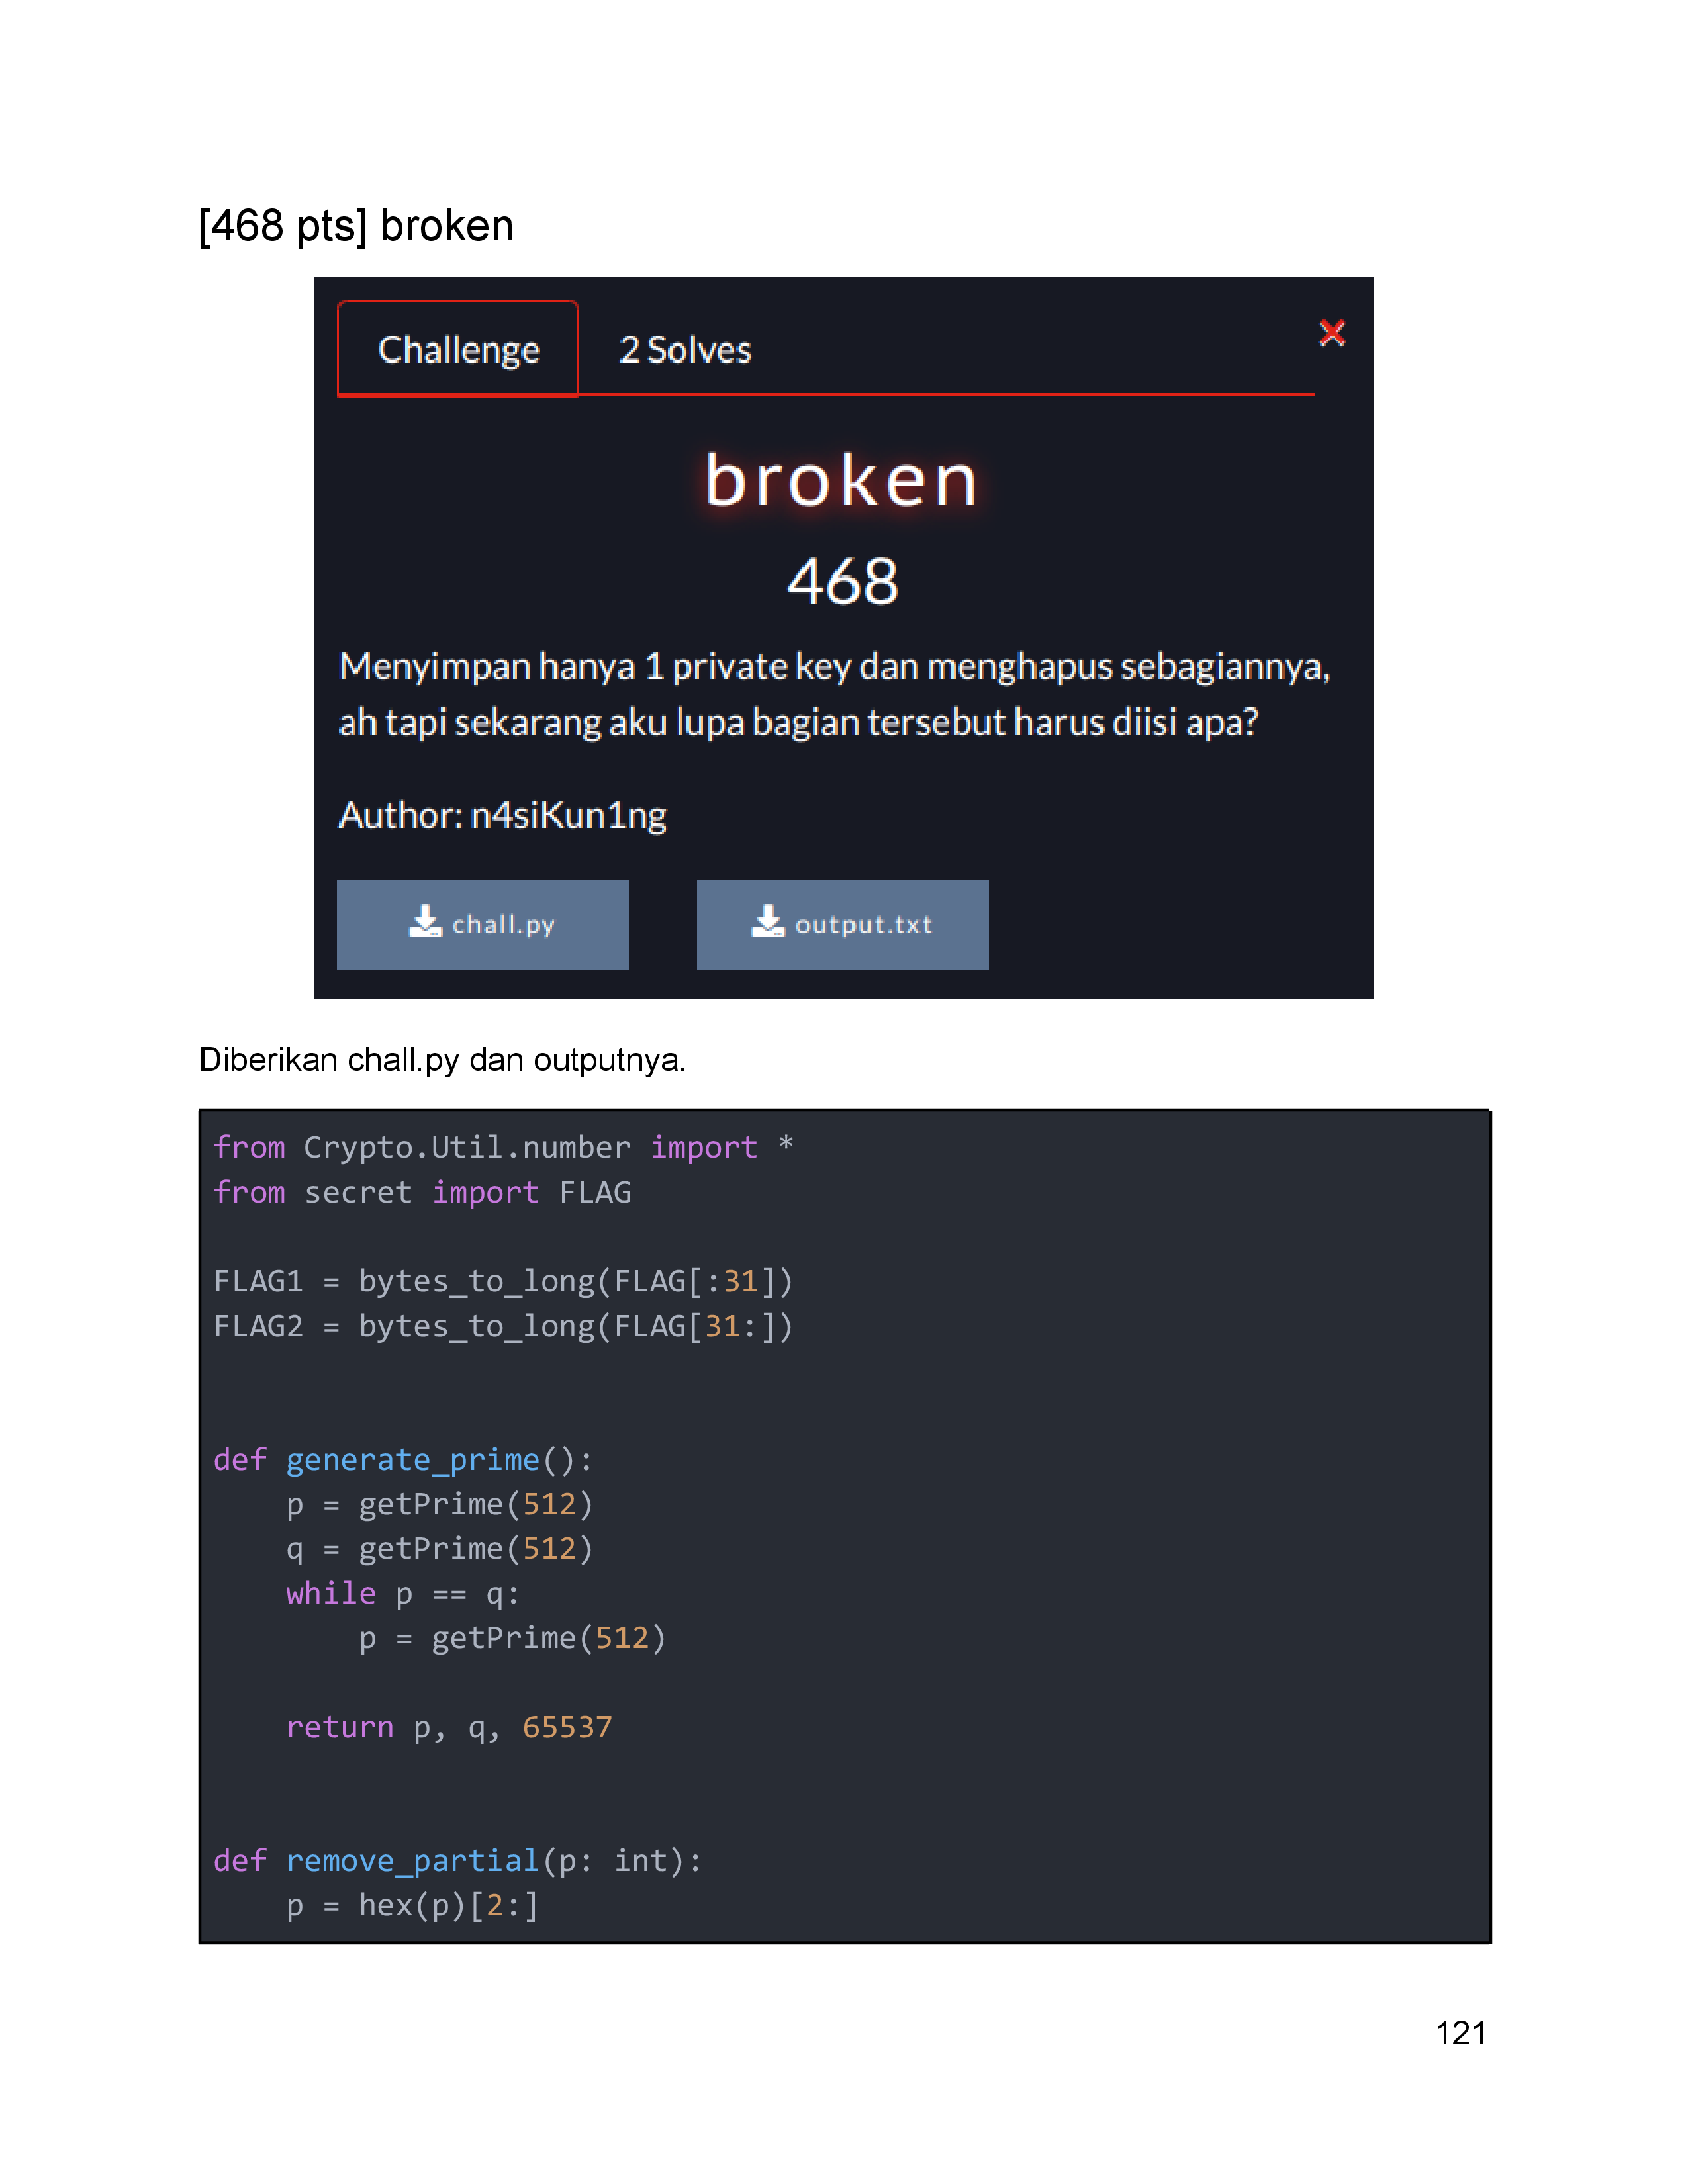 [468 pts] broken
Challenge
2 Solves
broken
468
Menyimpan hanya 1 private key dan menghapus sebagiannya,
ah tapi sekarang aku lupa bagian tersebut harus diisi apa?
Author: n4siKun1ng
chall.py
output.txt
Diberikan chall.py dan outputnya.
from Crypto.Util.number import *
from secret import FLAG
FLAG1 = bytes_to_long(FLAG[:31])
FLAG2 = bytes_to_long(FLAG[31:])
def generate_prime():
    p = getPrime(512)
    q = getPrime(512)
    while p == q:
        p = getPrime(512)
    return p, q, 65537
def remove_partial(p: int):
    p = hex(p)[2:]
121